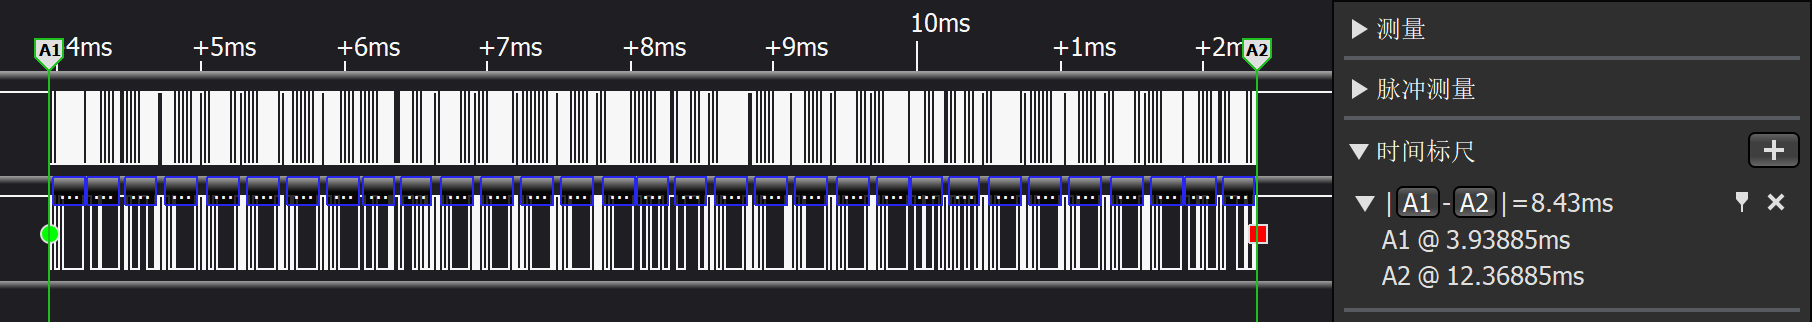 10ms
A1 4ms +5ms +6ms +7ms +8ms +9ms +1ms +2m A2
测量
脉冲测量
时间标尺 +
| A1 - A2 | = 8.43ms
A1 @ 3.93885ms
A2 @ 12.36885ms